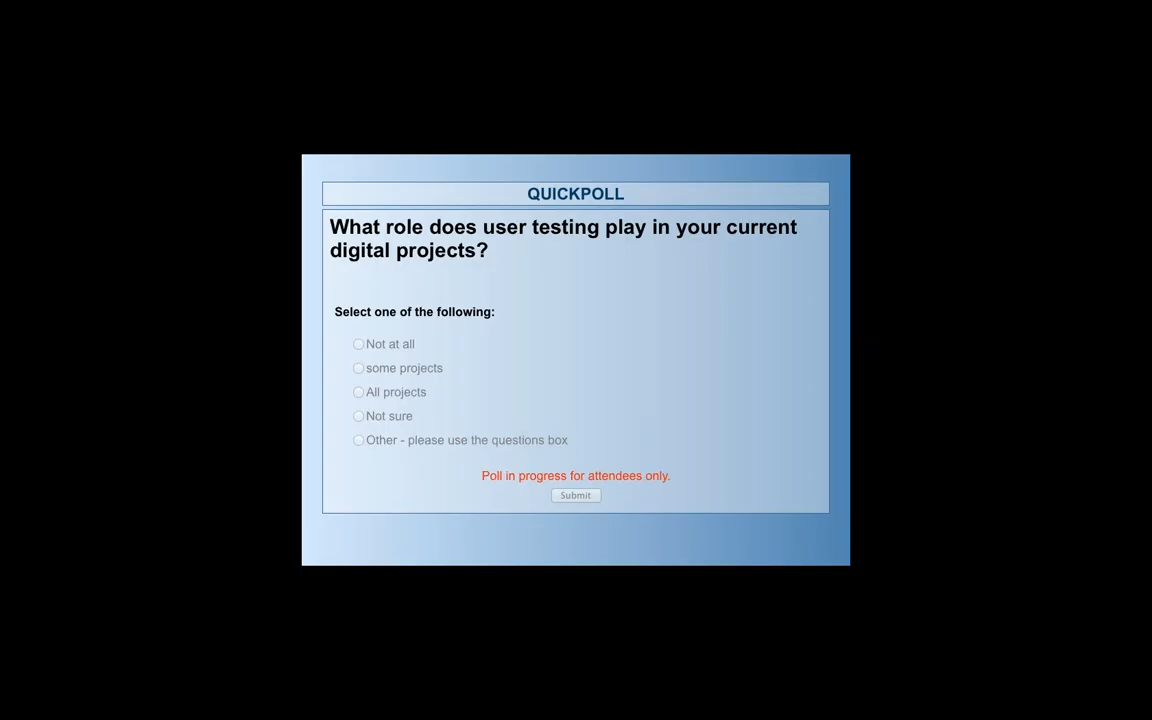 QUICKPOLL
What role does user testing play in your current
digital projects?
Select one of the following:
Not at all
some projects
All projects
Not sure
Other - please use the questions box
Poll in progress for attendees only.
Submit